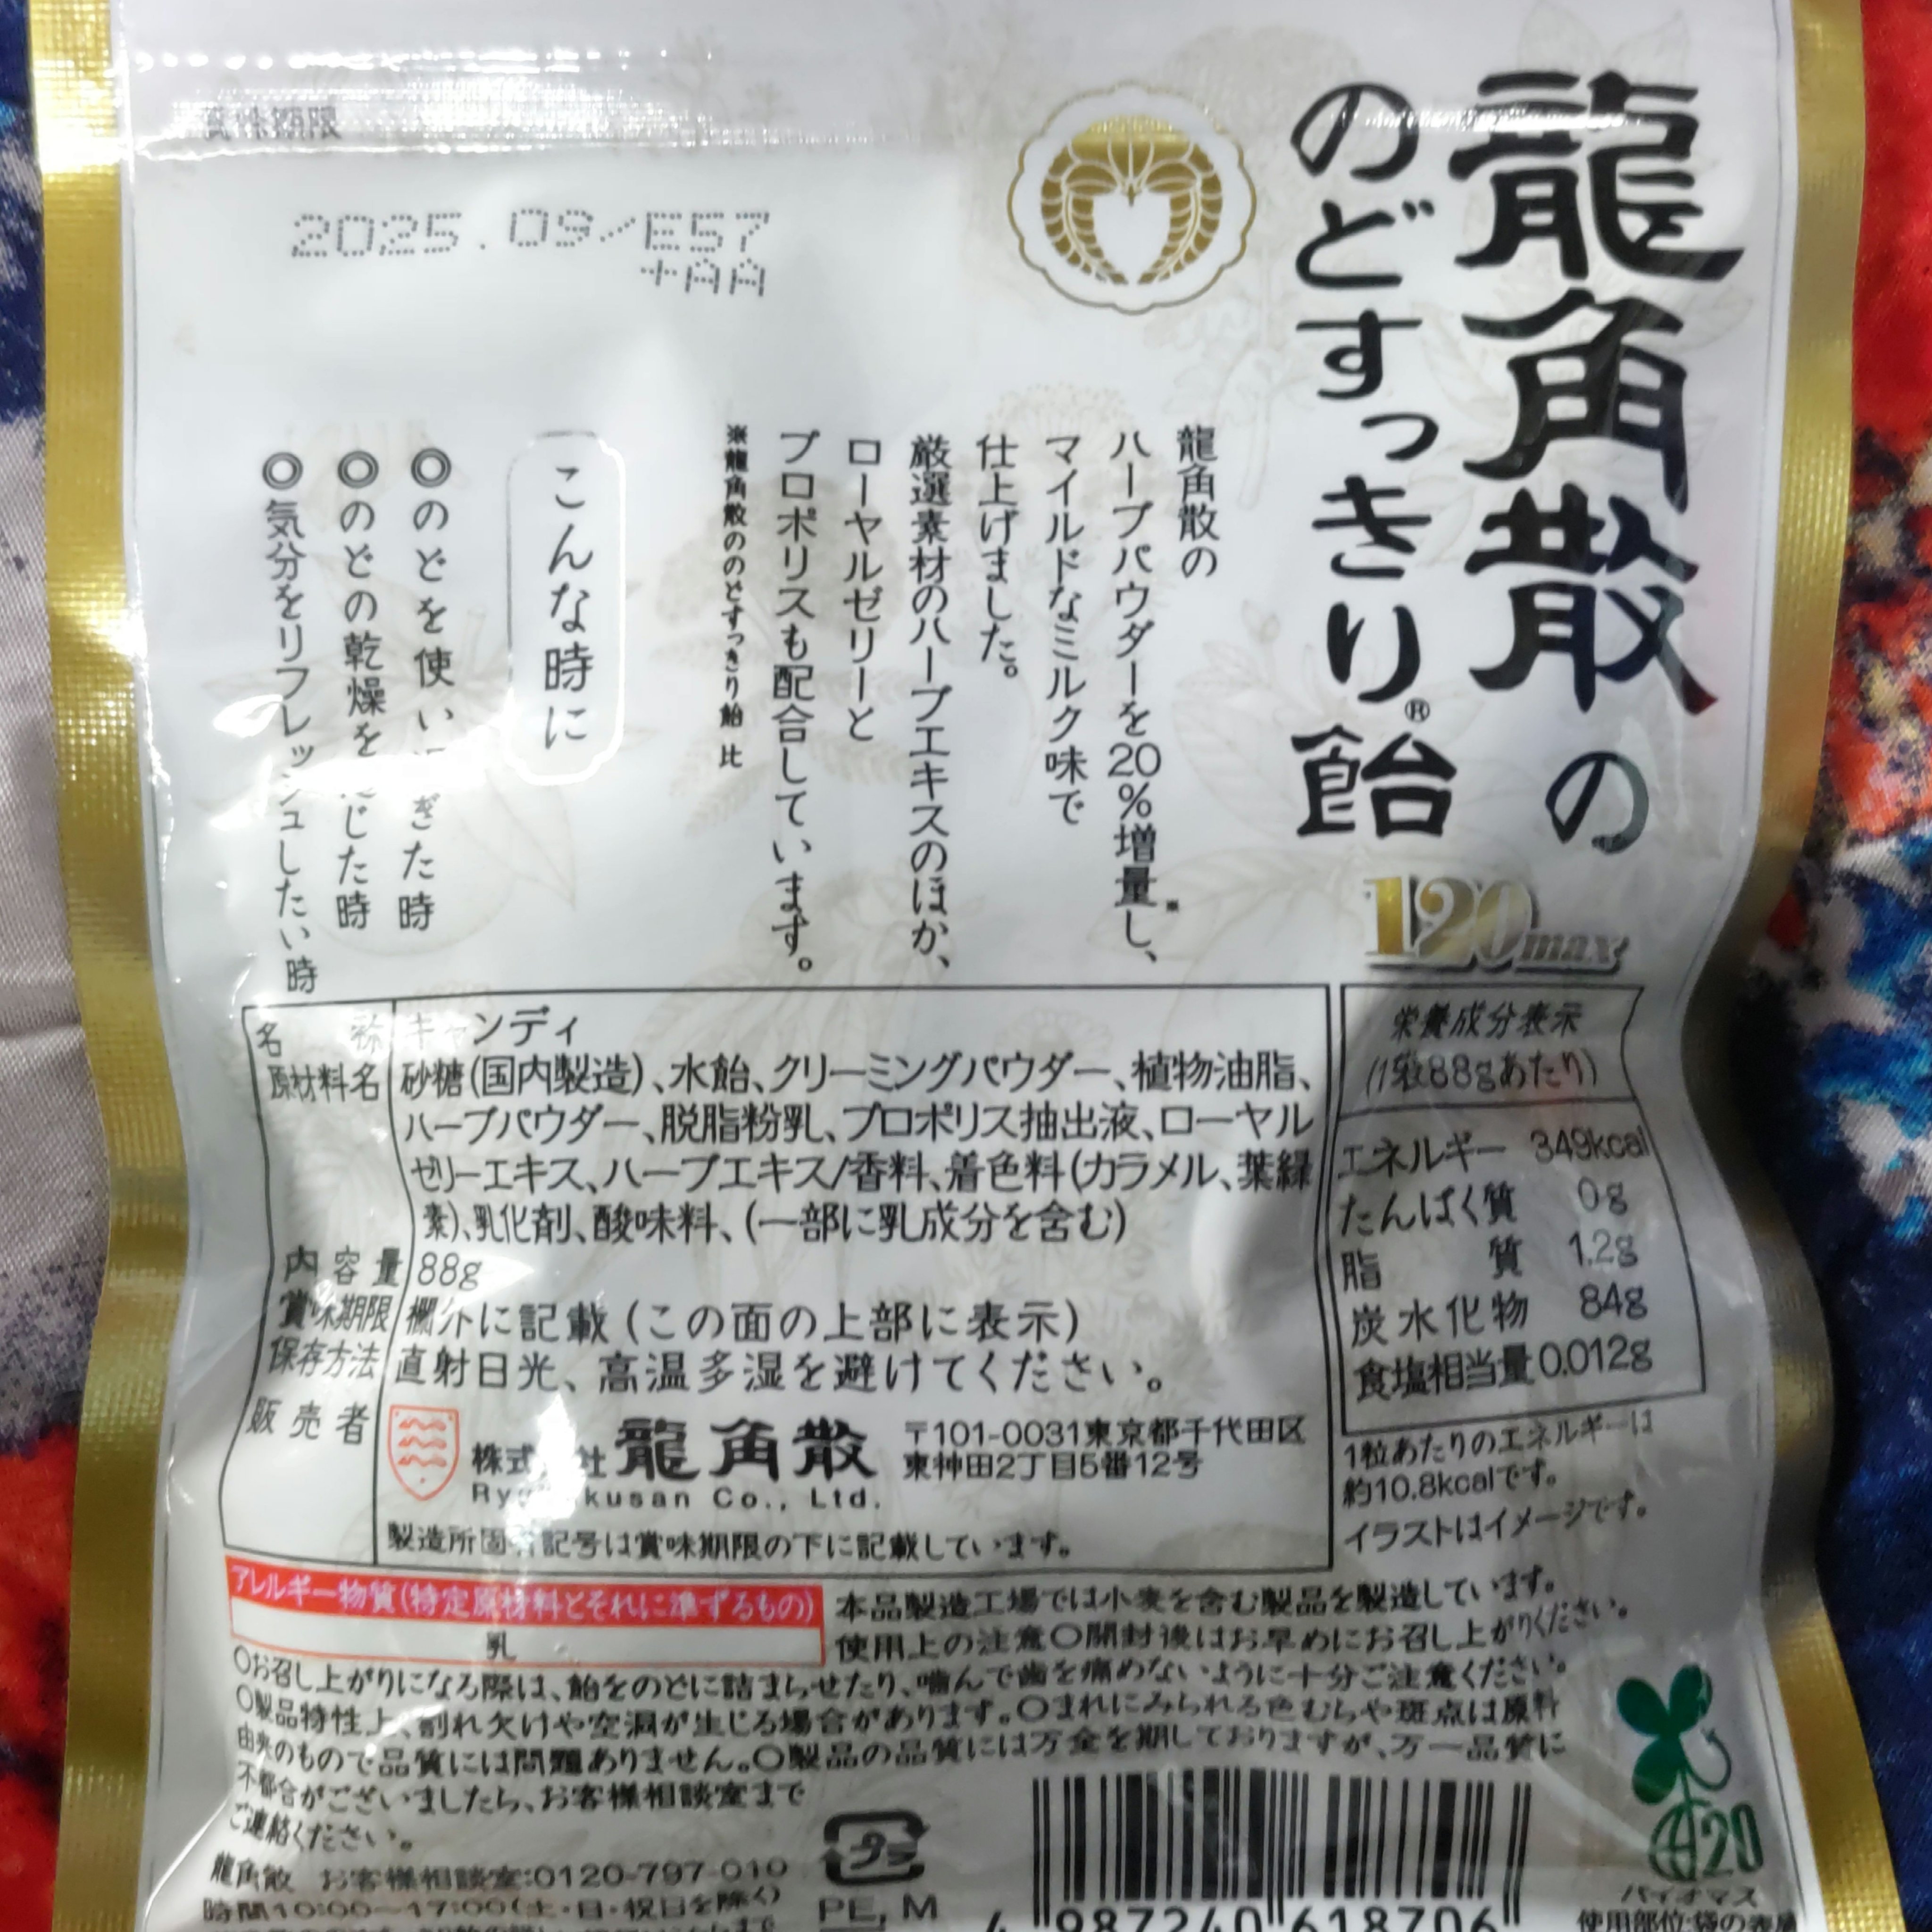 賞味期限
2025.09/E57
+AA
龍角散の
のどすっきり®飴
120max
龍角散の
ハーブパウダーを20%増量※し、
マイルドなミルク味で
仕上げました。
厳選素材のハーブエキスのほか、
ローヤルゼリーと
プロポリスも配合しています。
※龍角散ののどすっきり飴 比
こんな時に
◎のどを使い ぎた時
◎のどの乾燥を じた時
◎気分をリフレッシュしたい時
名称 キャンディ
原材料名 砂糖(国内製造)、水飴、クリーミングパウダー、植物油脂、
ハーブパウダー、脱脂粉乳、プロポリス抽出液、ローヤル
ゼリーエキス、ハーブエキス/香料、着色料(カラメル、葉緑
素)、乳化剤、酸味料、(一部に乳成分を含む)
内容量 88g
賞味期限 欄外に記載(この面の上部に表示)
保存方法 直射日光、高温多湿を避けてください。
販売者 株式 社 龍角散 〒101-0031東京都千代田区
東神田2丁目5番12号
Ry kusan Co., Ltd.
製造所固有記号は賞味期限の下に記載しています。
栄養成分表示
(1袋88gあたり)
エネルギー 349kcal
たんぱく質 0g
脂質 1.2g
炭水化物 84g
食塩相当量 0.012g
1粒あたりのエネルギーは
約10.8kcalです。
イラストはイメージです。
アレルギー物質(特定原材料とそれに準ずるもの)
乳
本品製造工場では小麦を含む製品を製造しています。
使用上の注意〇開封後はお早めにお召し上がりください。
〇お召し上がりになる際は、飴をのどに詰まらせたり、噛んで歯を痛めないように十分ご注意ください。
〇製品特性上、割れ欠けや空洞が生じる場合があります。〇まれにみられる色むらや斑点は原料
由来のもので品質には問題ありません。〇製品の品質には万全を期しておりますが、万一品質に
不都合がございましたら、お客様相談室まで
ご連絡ください。
龍角散 お客様相談室:0120-797-010
時間10:00～17:00(土・日・祝日を除く)
プラ
PE, M
4 987240 618706
20
バイオマス
使用部位:袋の表層